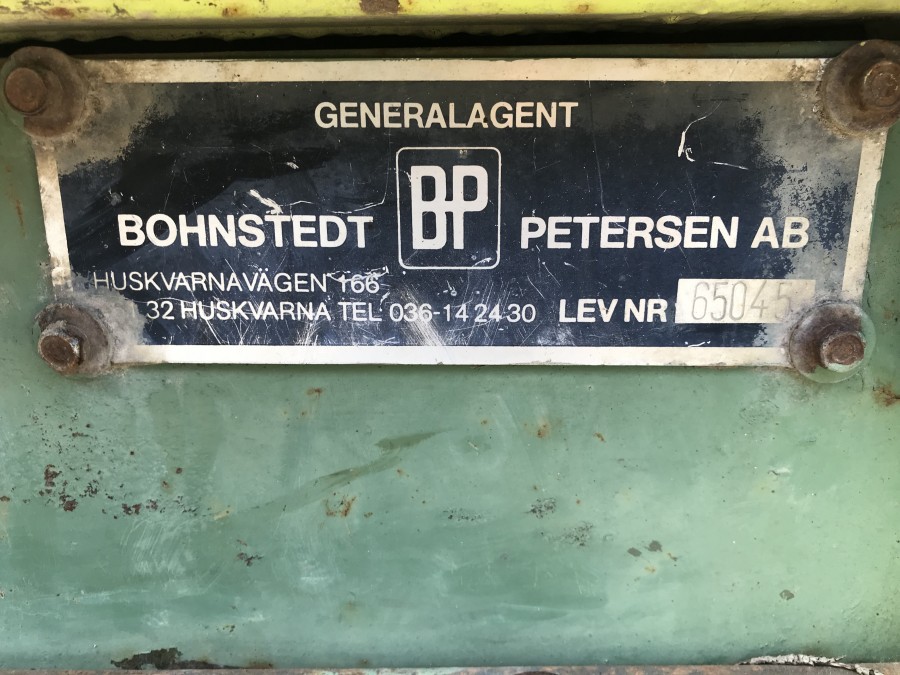 GENERALAGENT
BOHNSTEDT BP PETERSEN AB
HUSKVARNAVÄGEN 166
32 HUSKVARNA TEL 036-14 24 30 LEV NR 65045